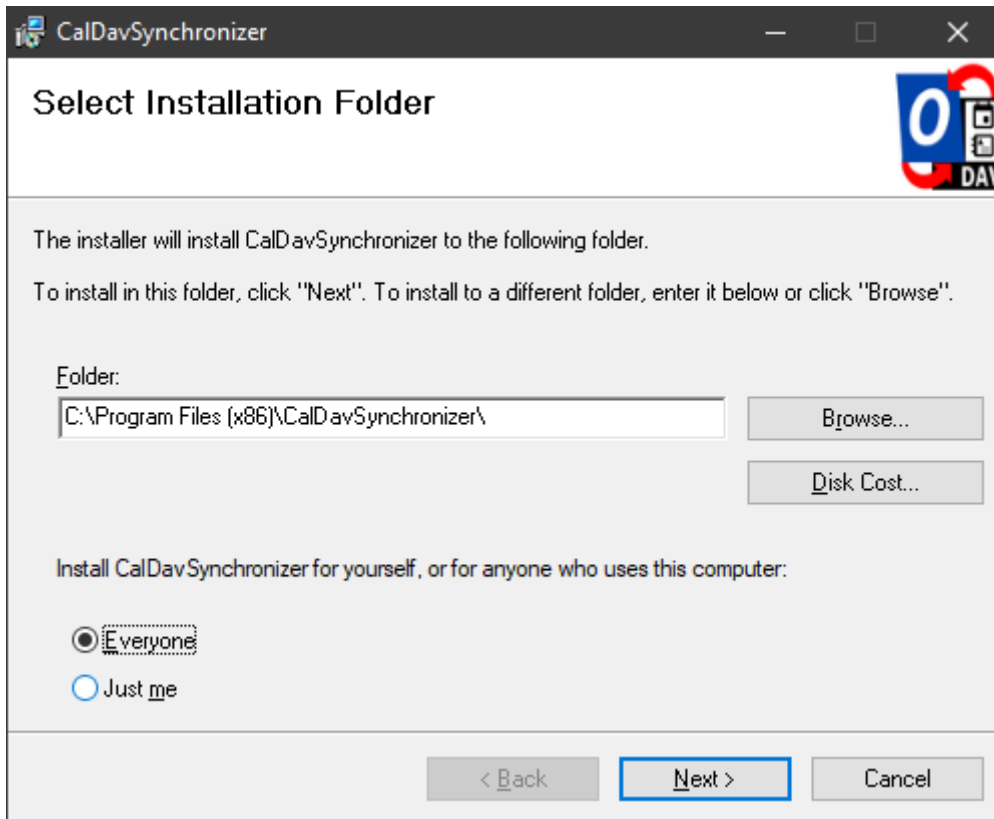 CalDavSynchronizer
Select Installation Folder
O
DAV
The installer will install CalDavSynchronizer to the following folder.
To install in this folder, click "Next". To install to a different folder, enter it below or click "Browse".
Folder:
C:\Program Files (x86)\CalDavSynchronizer\
Browse...
Disk Cost...
Install CalDavSynchronizer for yourself, or for anyone who uses this computer:
Everyone
Just me
< Back
Next >
Cancel